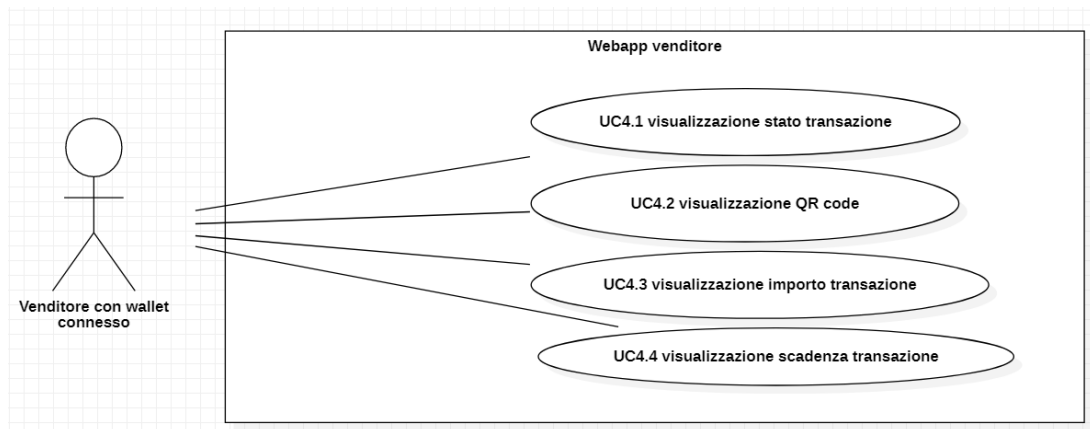 Webapp venditore
UC4.1 visualizzazione stato transazione
UC4.2 visualizzazione QR code
UC4.3 visualizzazione importo transazione
UC4.4 visualizzazione scadenza transazione
Venditore con wallet
connesso